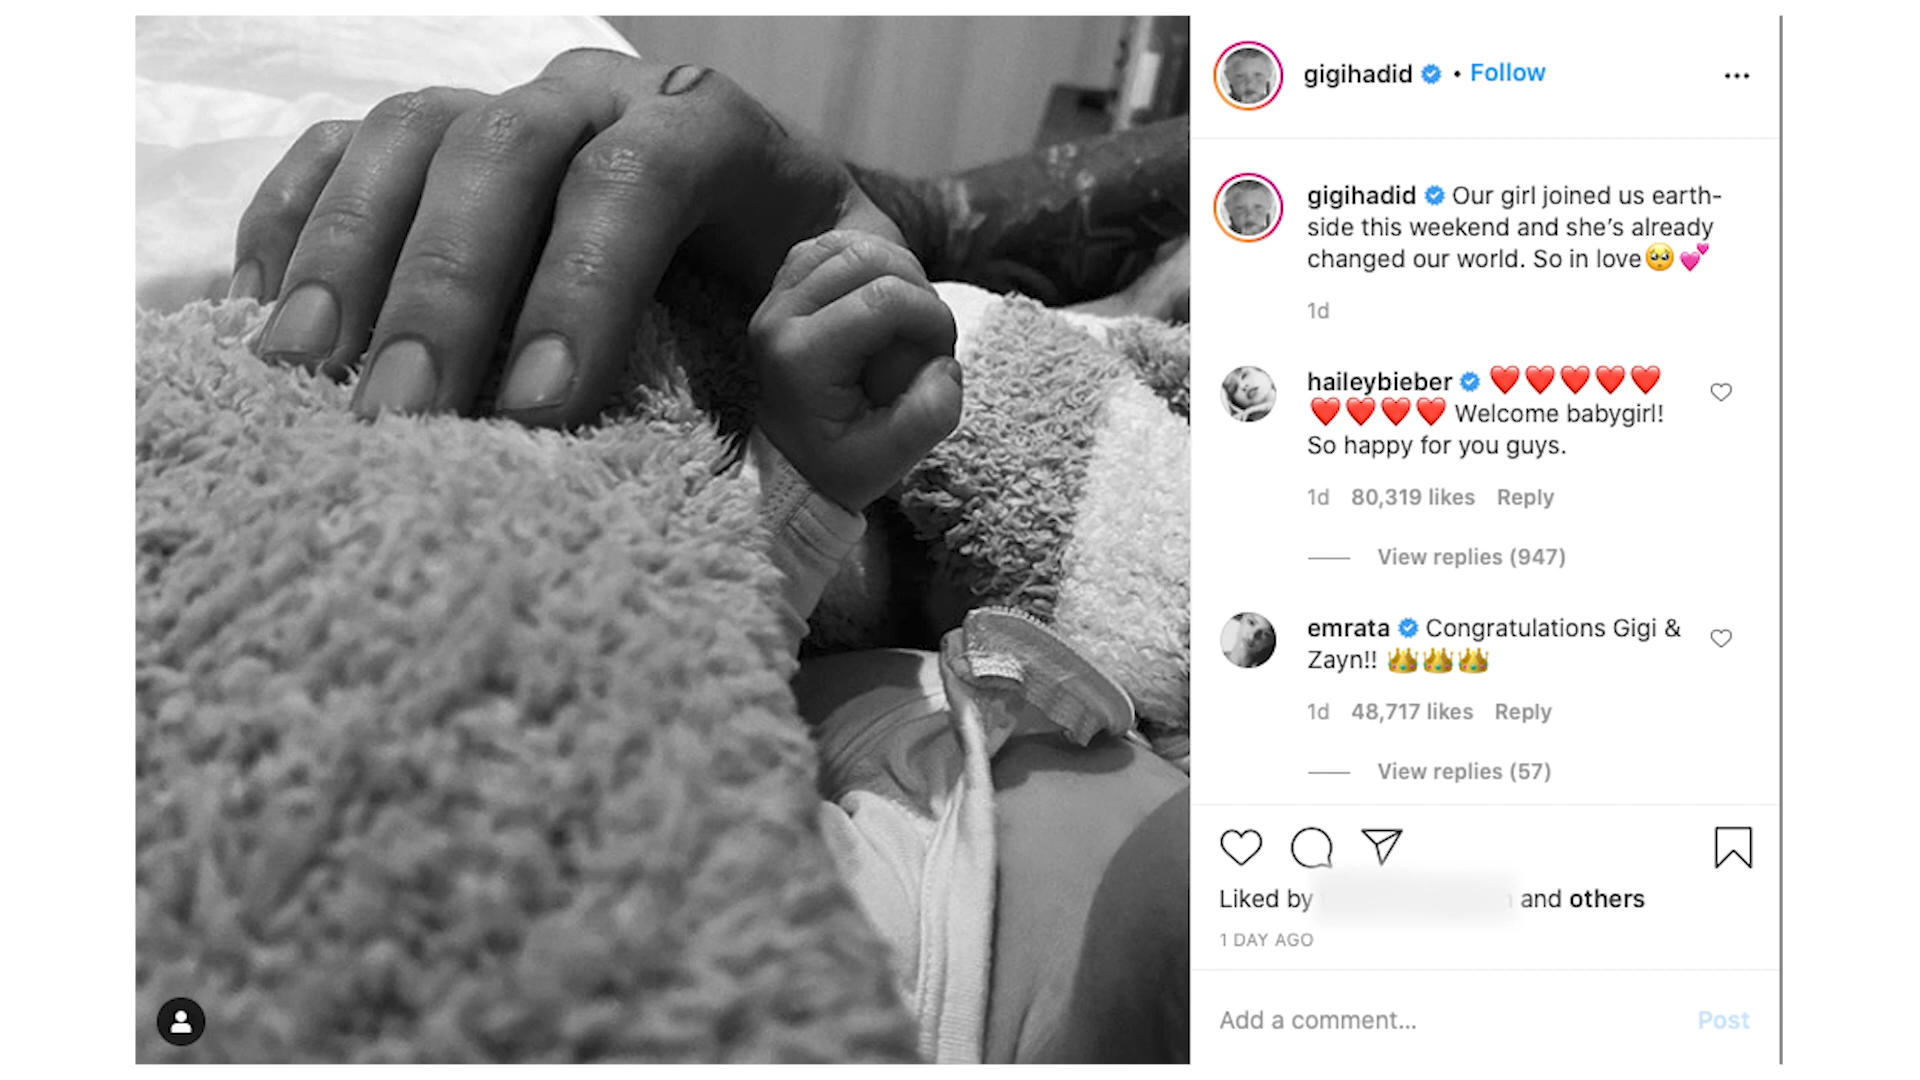 gigihadid • Follow
gigihadid Our girl joined us earth-
side this weekend and she’s already
changed our world. So in love🥺💕
1d
haileybieber ❤️❤️❤️❤️❤️
❤️❤️❤️❤️ Welcome babygirl!
So happy for you guys.
1d 80,319 likes Reply
View replies (947)
emrata Congratulations Gigi &
Zayn!! 👑👑👑
1d 48,717 likes Reply
View replies (57)
Liked by and others
1 DAY AGO
Add a comment... Post